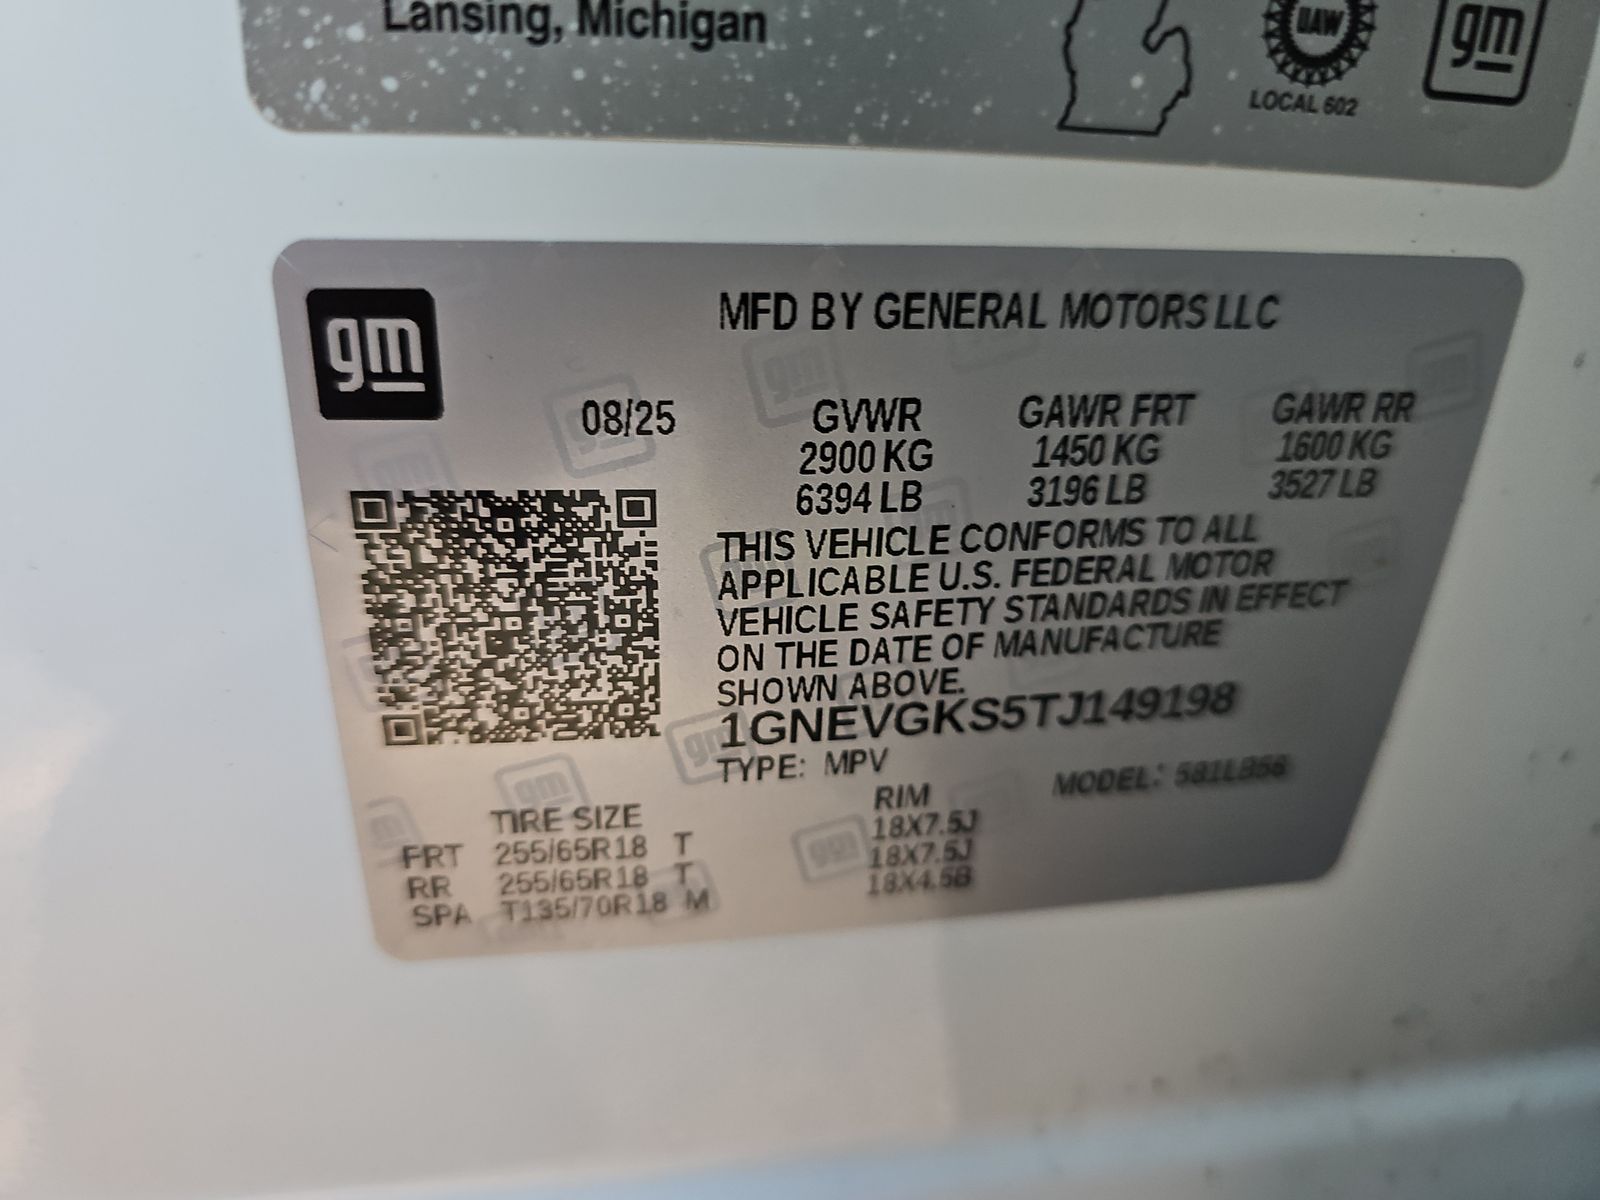 Lansing, Michigan
UAW
LOCAL 602
gm
gm
MFD BY GENERAL MOTORS LLC
08/25
GVWR GAWR FRT GAWR RR
2900 KG 1450 KG 1600 KG
6394 LB 3196 LB 3527 LB
THIS VEHICLE CONFORMS TO ALL
APPLICABLE U.S. FEDERAL MOTOR
VEHICLE SAFETY STANDARDS IN EFFECT
ON THE DATE OF MANUFACTURE
SHOWN ABOVE.
1GNEVGKS5TJ149198
TYPE: MPV MODEL:
TIRE SIZE RIM
FRT 255/65R18 T 18X7.5J
RR 255/65R18 T 18X7.5J
SPA T135/70R18 M 18X4.5B